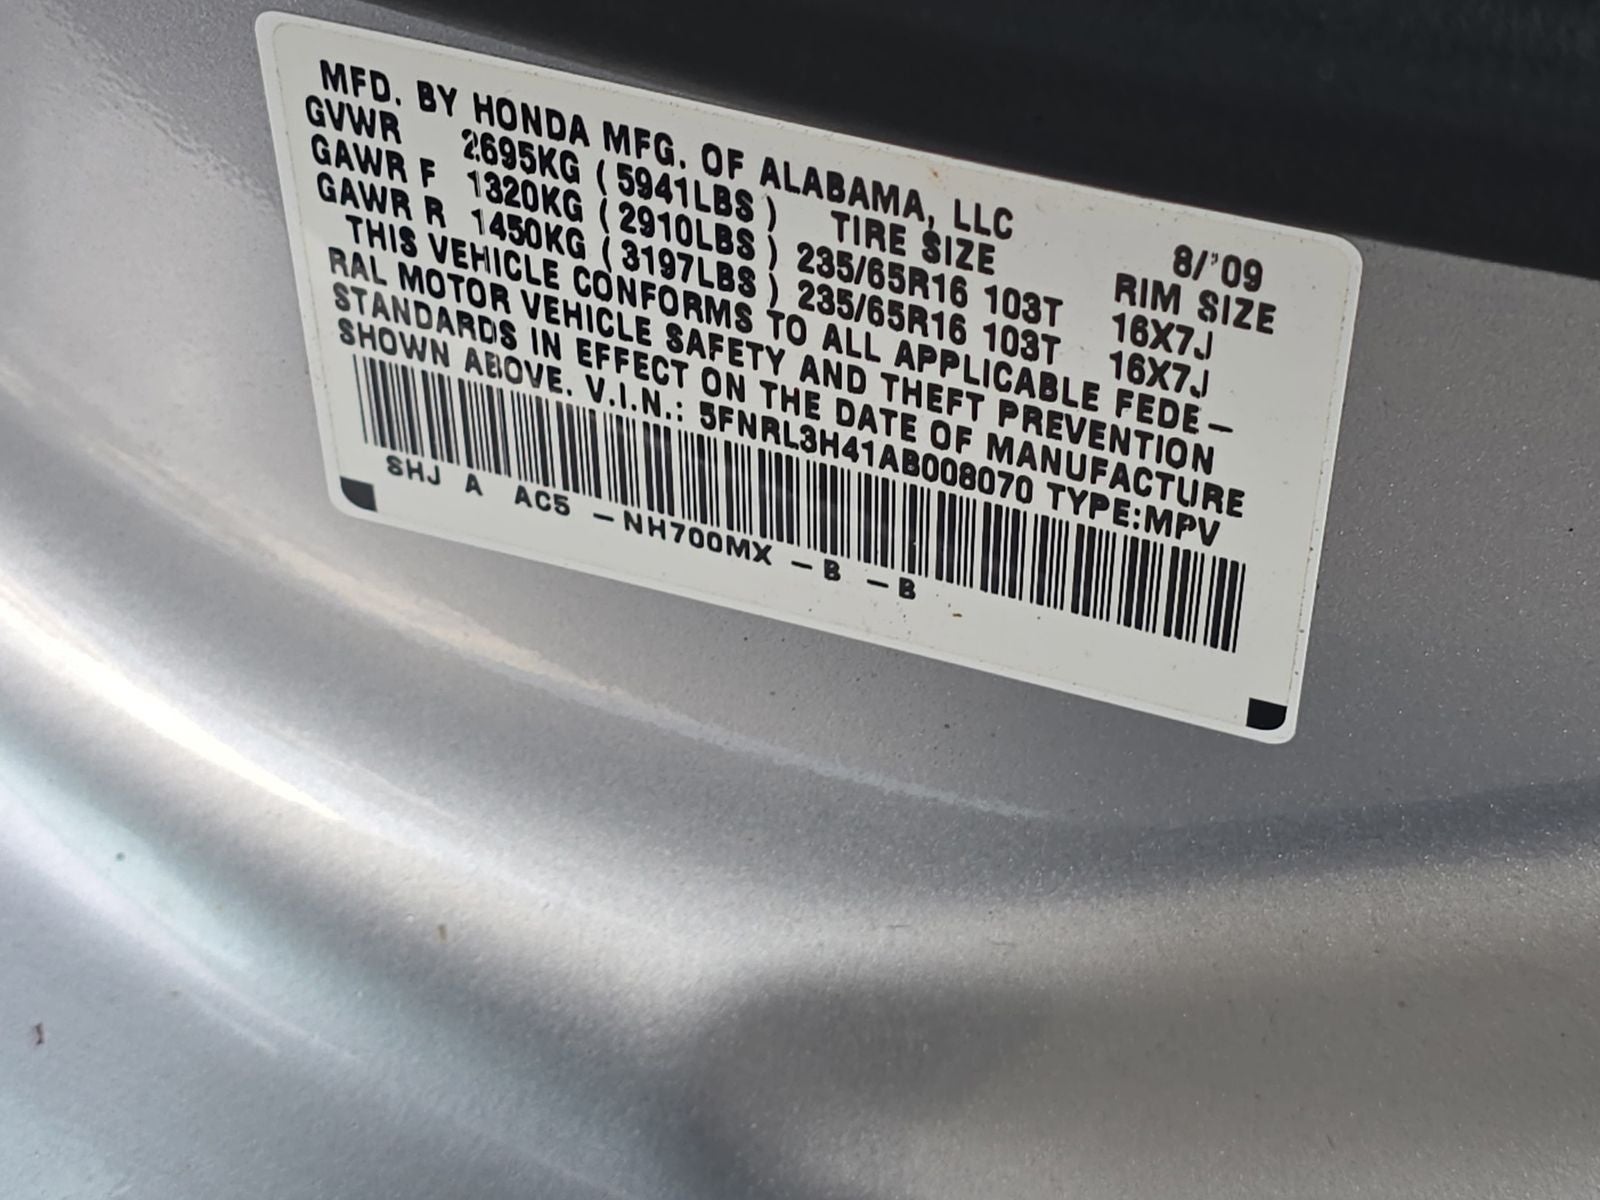 MFD. BY HONDA MFG. OF ALABAMA, LLC 8/'09
GVWR 2695KG ( 5941LBS ) TIRE SIZE RIM SIZE
GAWR F 1320KG ( 2910LBS ) 235/65R16 103T 16X7J
GAWR R 1450KG ( 3197LBS ) 235/65R16 103T 16X7J
THIS VEHICLE CONFORMS TO ALL APPLICABLE FEDE-
RAL MOTOR VEHICLE SAFETY AND THEFT PREVENTION
STANDARDS IN EFFECT ON THE DATE OF MANUFACTURE
SHOWN ABOVE. V.I.N.: 5FNRL3H41AB008070 TYPE:MPV
SHJ A AC5 -NH700MX -B -B